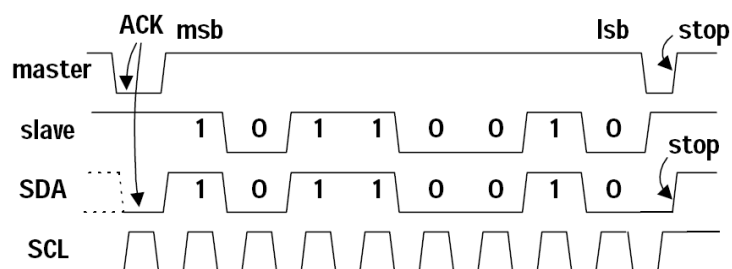 ACK msb lsb stop
master
slave 1 0 1 1 0 0 1 0
stop
SDA 1 0 1 1 0 0 1 0
SCL